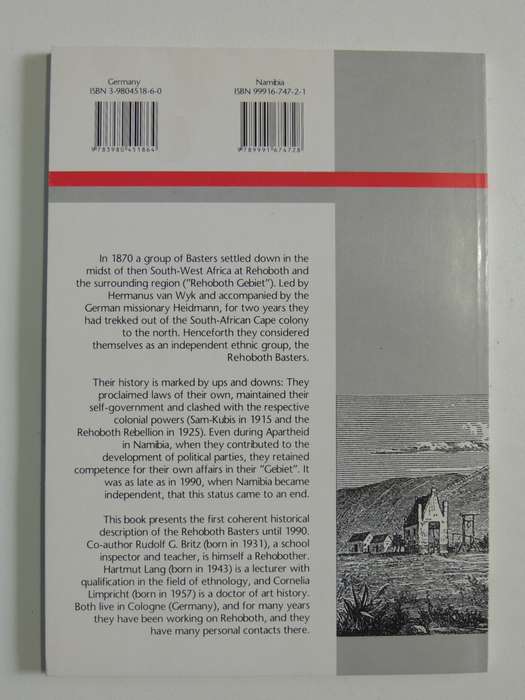 Germany
ISBN 3-9804518-6-0
9 783980 451864
Namibia
ISBN 99916-747-2-1
9 789991 674728
In 1870 a group of Basters settled down in the
midst of then South-West Africa at Rehoboth and
the surrounding region ("Rehoboth Gebiet"). Led by
Hermanus van Wyk and accompanied by the
German missionary Heidmann, for two years they
had trekked out of the South-African Cape colony
to the north. Henceforth they considered
themselves as an independent ethnic group, the
Rehoboth Basters.
Their history is marked by ups and downs: They
proclaimed laws of their own, maintained their
self-government and clashed with the respective
colonial powers (Sam-Kubis in 1915 and the
Rehoboth Rebellion in 1925). Even during Apartheid
in Namibia, when they contributed to the
development of political parties, they retained
competence for their own affairs in their "Gebiet". It
was as late as in 1990, when Namibia became
independent, that this status came to an end.
This book presents the first coherent historical
description of the Rehoboth Basters until 1990.
Co-author Rudolf G. Britz (born in 1931), a school
inspector and teacher, is himself a Rehobother.
Hartmut Lang (born in 1943) is a lecturer with
qualification in the field of ethnology, and Cornelia
Limpricht (born in 1957) is a doctor of art history.
Both live in Cologne (Germany), and for many years
they have been working on Rehoboth, and they
have many personal contacts there.